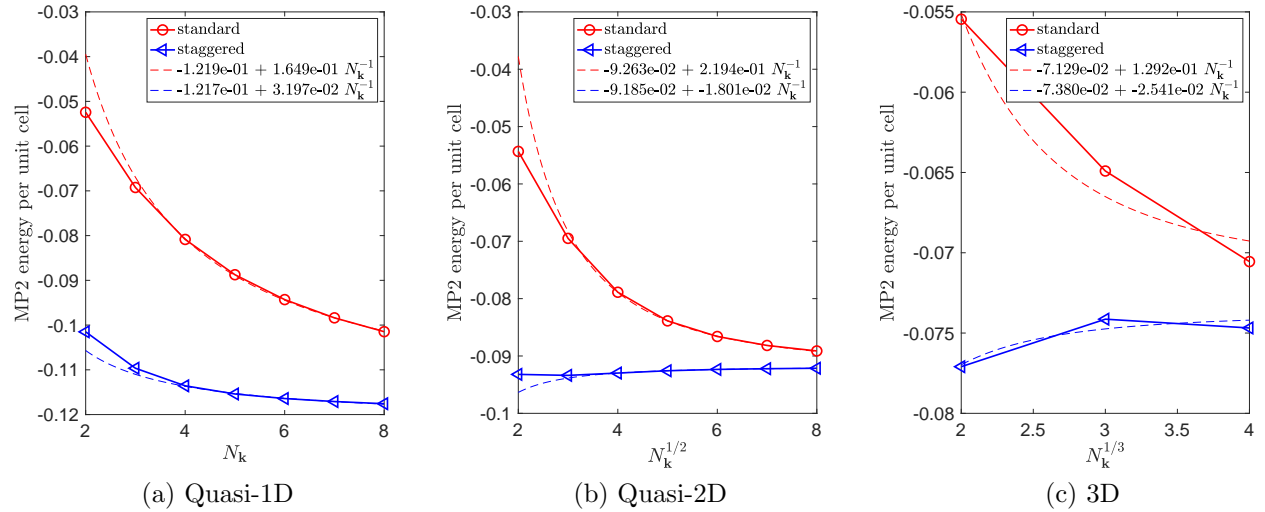 -0.03
-0.04
-0.05
-0.06
-0.07
-0.08
-0.09
-0.1
-0.11
-0.12
MP2 energy per unit cell
standard
staggered
-1.219e-01 + 1.649e-01 N_k^{-1}
-1.217e-01 + 3.197e-02 N_k^{-1}
2 4 6 8
N_k
(a) Quasi-1D
-0.03
-0.04
-0.05
-0.06
-0.07
-0.08
-0.09
-0.1
MP2 energy per unit cell
standard
staggered
-9.263e-02 + 2.194e-01 N_k^{-1}
-9.185e-02 + -1.801e-02 N_k^{-1}
2 3 4 5 6 7 8
N_k^{1/2}
(b) Quasi-2D
-0.055
-0.06
-0.065
-0.07
-0.075
-0.08
MP2 energy per unit cell
standard
staggered
-7.129e-02 + 1.292e-01 N_k^{-1}
-7.380e-02 + -2.541e-02 N_k^{-1}
2 2.5 3 3.5 4
N_k^{1/3}
(c) 3D